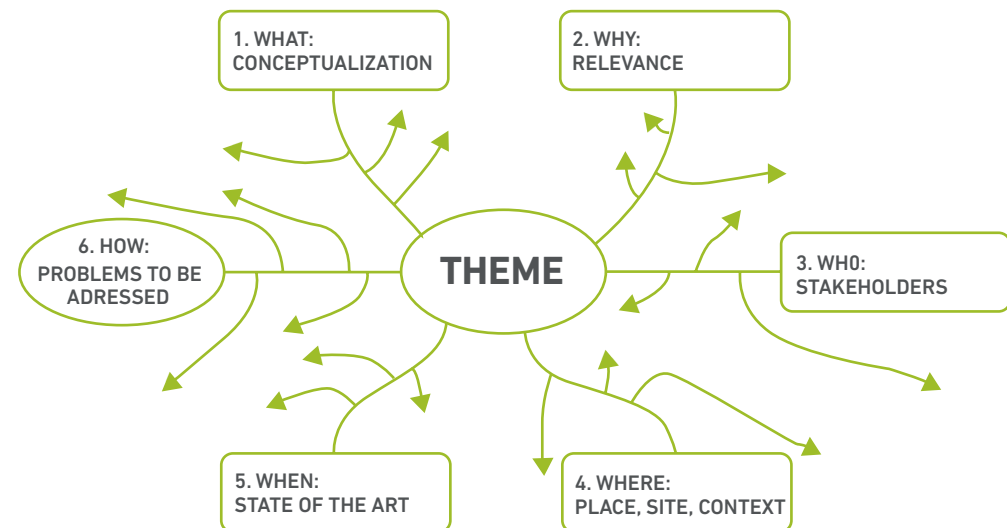 1. WHAT:
CONCEPTUALIZATION
2. WHY:
RELEVANCE
THEME
3. WH0:
STAKEHOLDERS
4. WHERE:
PLACE, SITE, CONTEXT
5. WHEN:
STATE OF THE ART
6. HOW:
PROBLEMS TO BE
ADRESSED